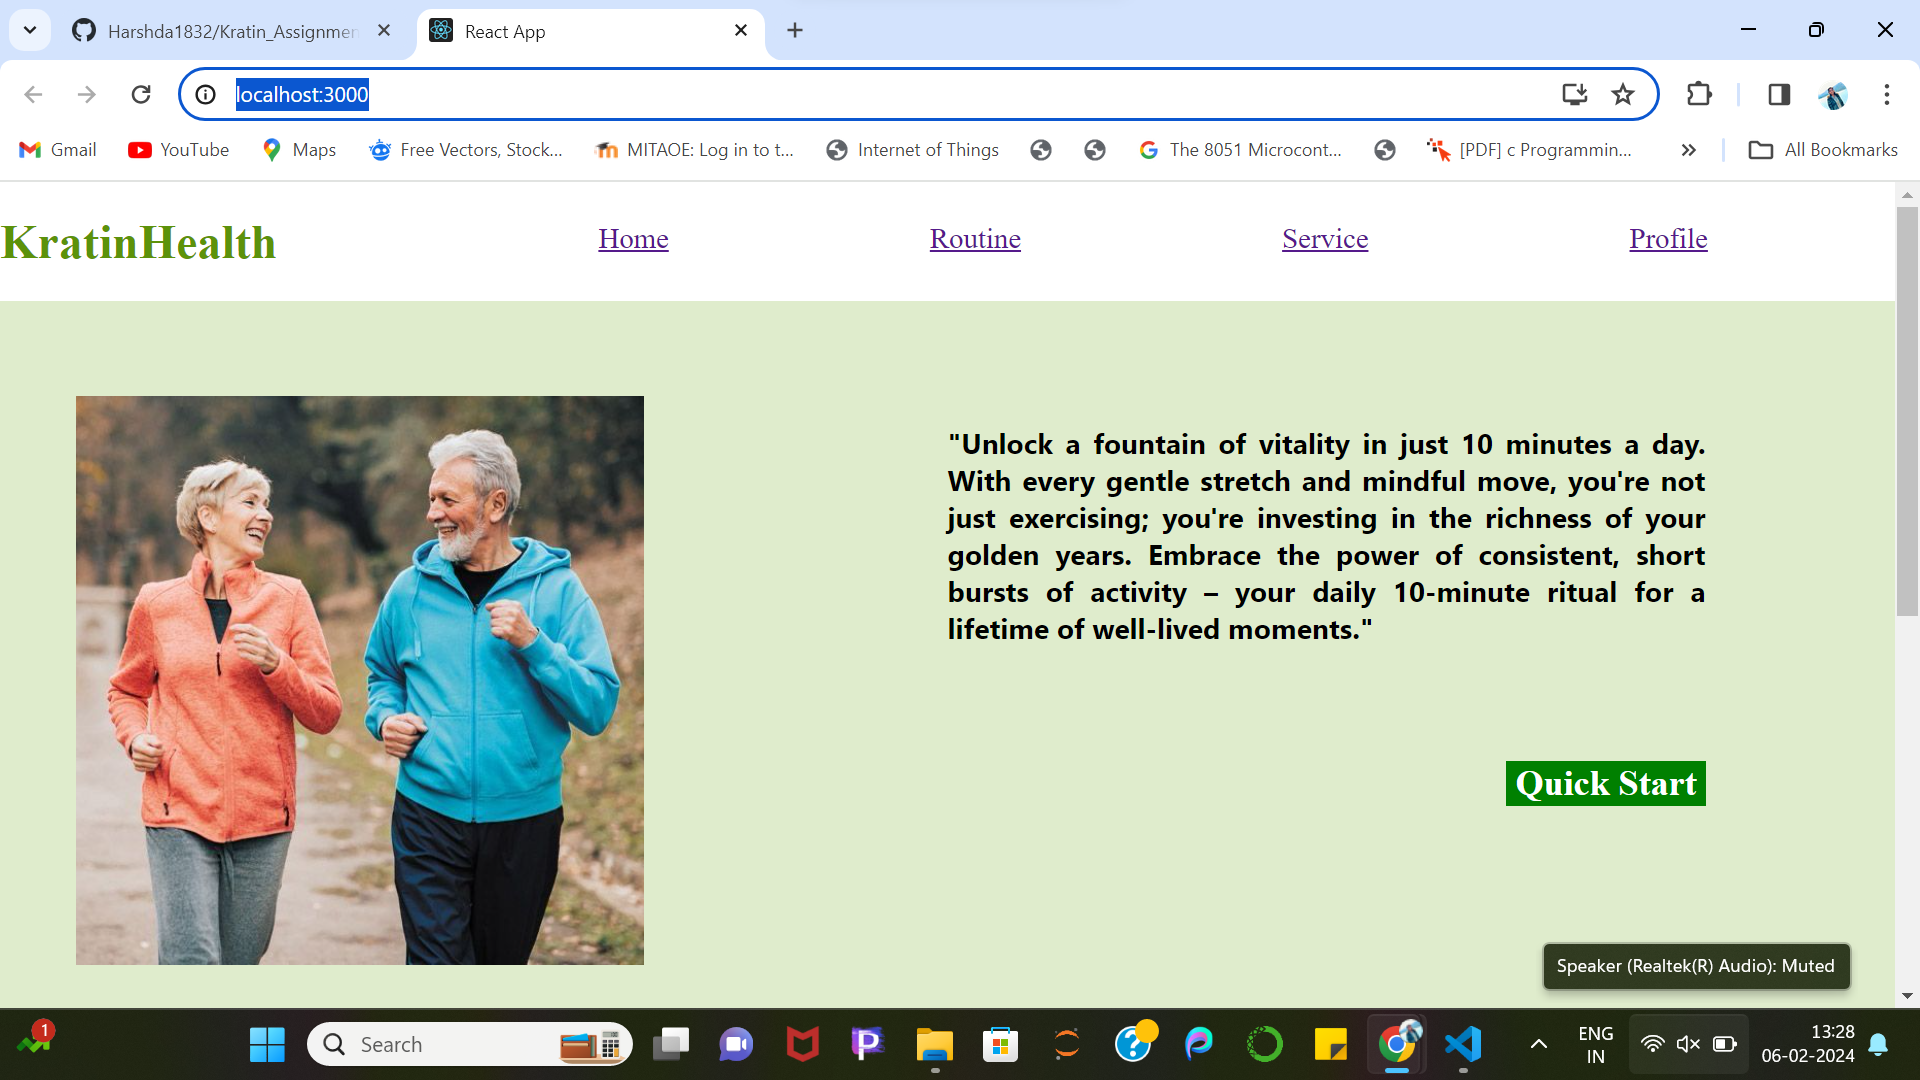 Harshda1832/Kratin_Assignmen
React App
localhost:3000
Gmail
YouTube
Maps
Free Vectors, Stock...
MITAOE: Log in to t...
Internet of Things
The 8051 Microcont...
[PDF] c Programmin...
All Bookmarks
KratinHealth
Home
Routine
Service
Profile
"Unlock a fountain of vitality in just 10 minutes a day.
With every gentle stretch and mindful move, you're not
just exercising; you're investing in the richness of your
golden years. Embrace the power of consistent, short
bursts of activity – your daily 10-minute ritual for a
lifetime of well-lived moments."
Quick Start
Speaker (Realtek(R) Audio): Muted
1
Search
ENG
IN
13:28
06-02-2024